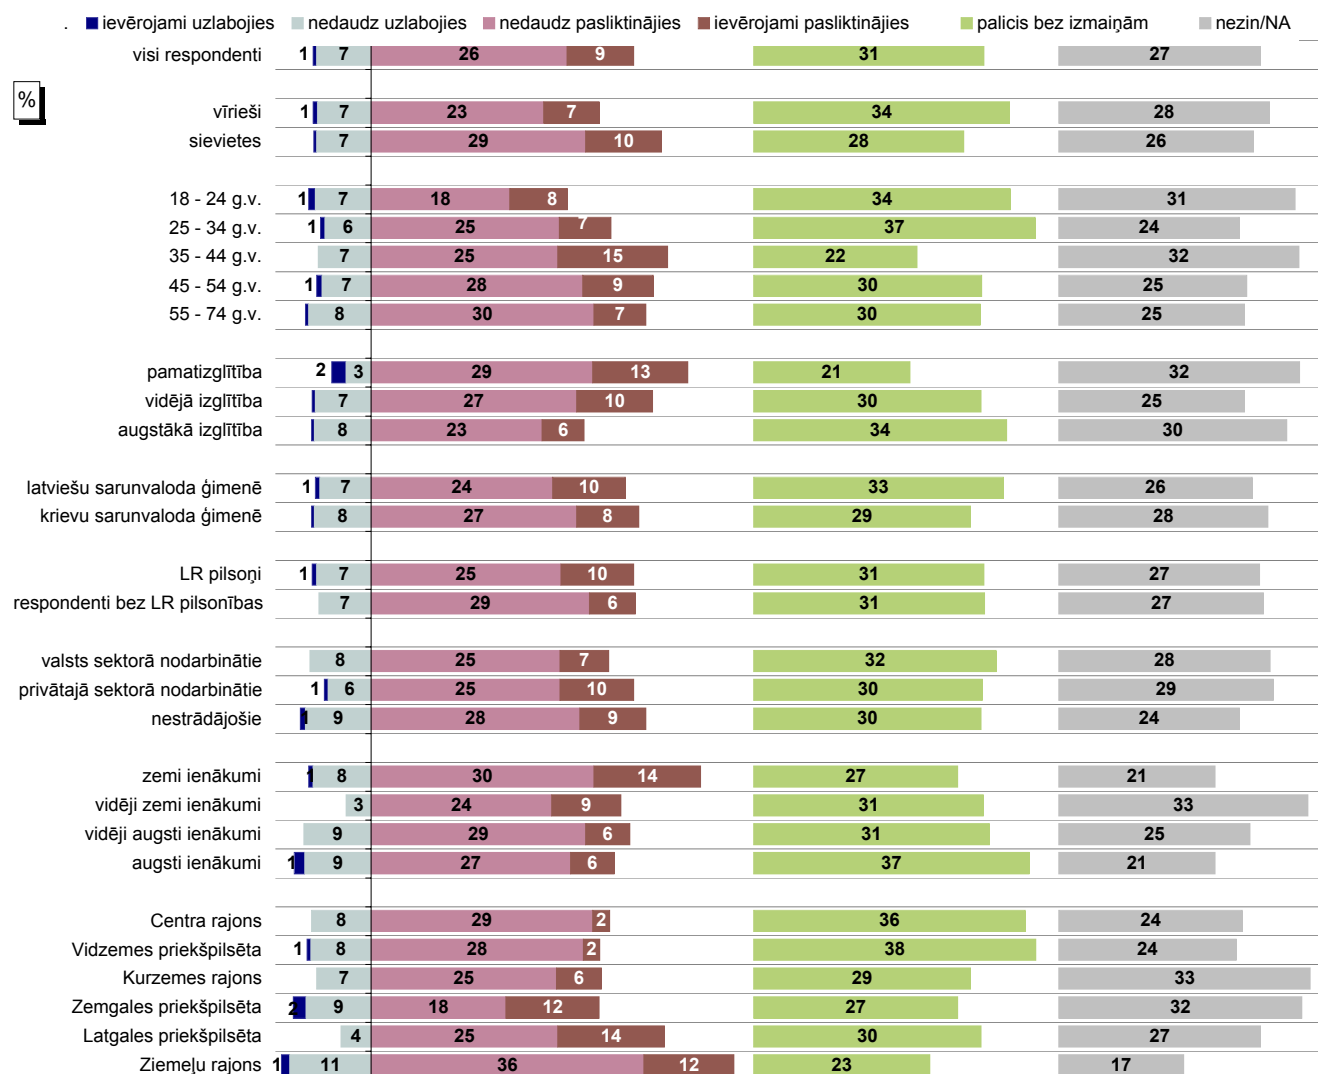 . ievērojami uzlabojies nedaudz uzlabojies nedaudz pasliktinājies ievērojami pasliktinājies palicis bez izmaiņām nezin/NA
visi respondenti 1 7 26 9 31 27
%
vīrieši 1 7 23 7 34 28
sievietes 7 29 10 28 26
18 - 24 g.v. 1 7 18 8 34 31
25 - 34 g.v. 1 6 25 7 37 24
35 - 44 g.v. 7 25 15 22 32
45 - 54 g.v. 1 7 28 9 30 25
55 - 74 g.v. 8 30 7 30 25
pamatizglītība 2 3 29 13 21 32
vidējā izglītība 7 27 10 30 25
augstākā izglītība 8 23 6 34 30
latviešu sarunvaloda ģimenē 1 7 24 10 33 26
krievu sarunvaloda ģimenē 8 27 8 29 28
LR pilsoņi 1 7 25 10 31 27
respondenti bez LR pilsonības 7 29 6 31 27
valsts sektorā nodarbinātie 8 25 7 32 28
privātajā sektorā nodarbinātie 1 6 25 10 30 29
nestrādājošie 1 9 28 9 30 24
zemi ienākumi 1 8 30 14 27 21
vidēji zemi ienākumi 3 24 9 31 33
vidēji augsti ienākumi 9 29 6 31 25
augsti ienākumi 1 9 27 6 37 21
Centra rajons 8 29 2 36 24
Vidzemes priekšpilsēta 1 8 28 2 38 24
Kurzemes rajons 7 25 6 29 33
Zemgales priekšpilsēta 2 9 18 12 27 32
Latgales priekšpilsēta 4 25 14 30 27
Ziemeļu rajons 1 11 36 12 23 17